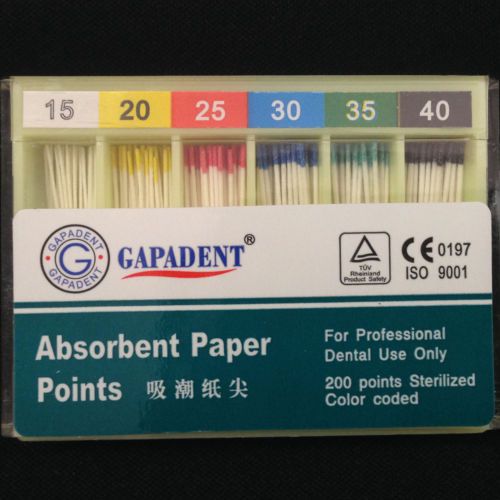 15 20 25 30 35 40
GAPADENT
G
GAPADENT
GAPADENT®
TÜV
Rheinland
Product Safety
CE 0197
ISO 9001
Absorbent Paper
Points 吸潮纸尖
For Professional
Dental Use Only
200 points Sterilized
Color coded